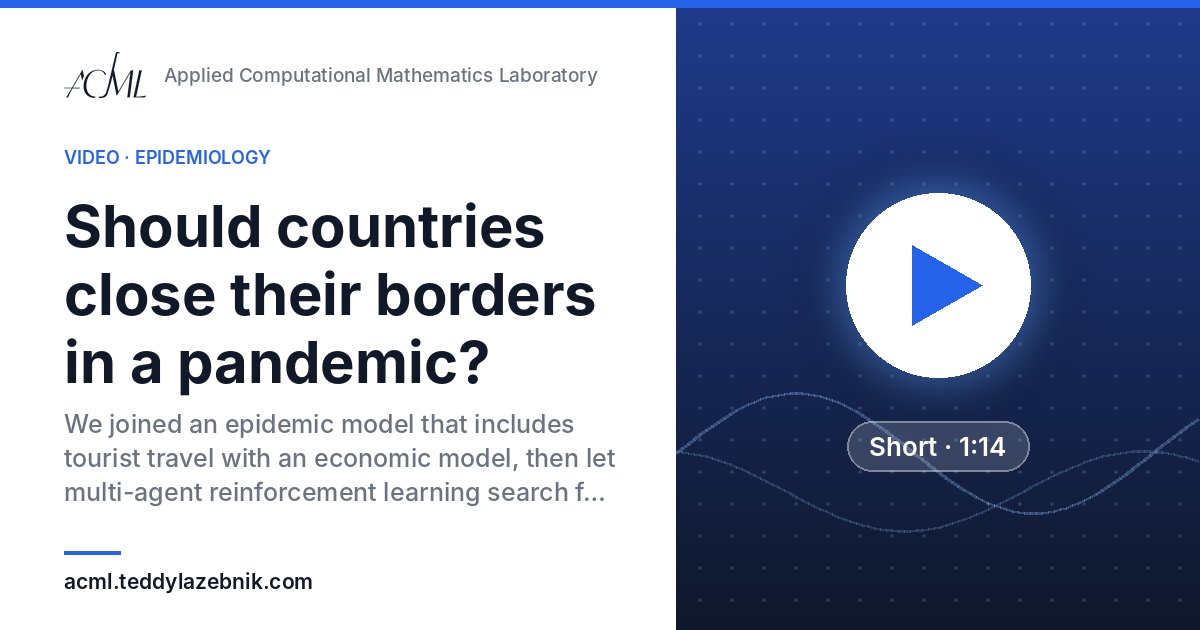 ACML Applied Computational Mathematics Laboratory
VIDEO · EPIDEMIOLOGY
Should countries
close their borders
in a pandemic?
We joined an epidemic model that includes
tourist travel with an economic model, then let
multi-agent reinforcement learning search f...
Short · 1:14
acml.teddylazebnik.com